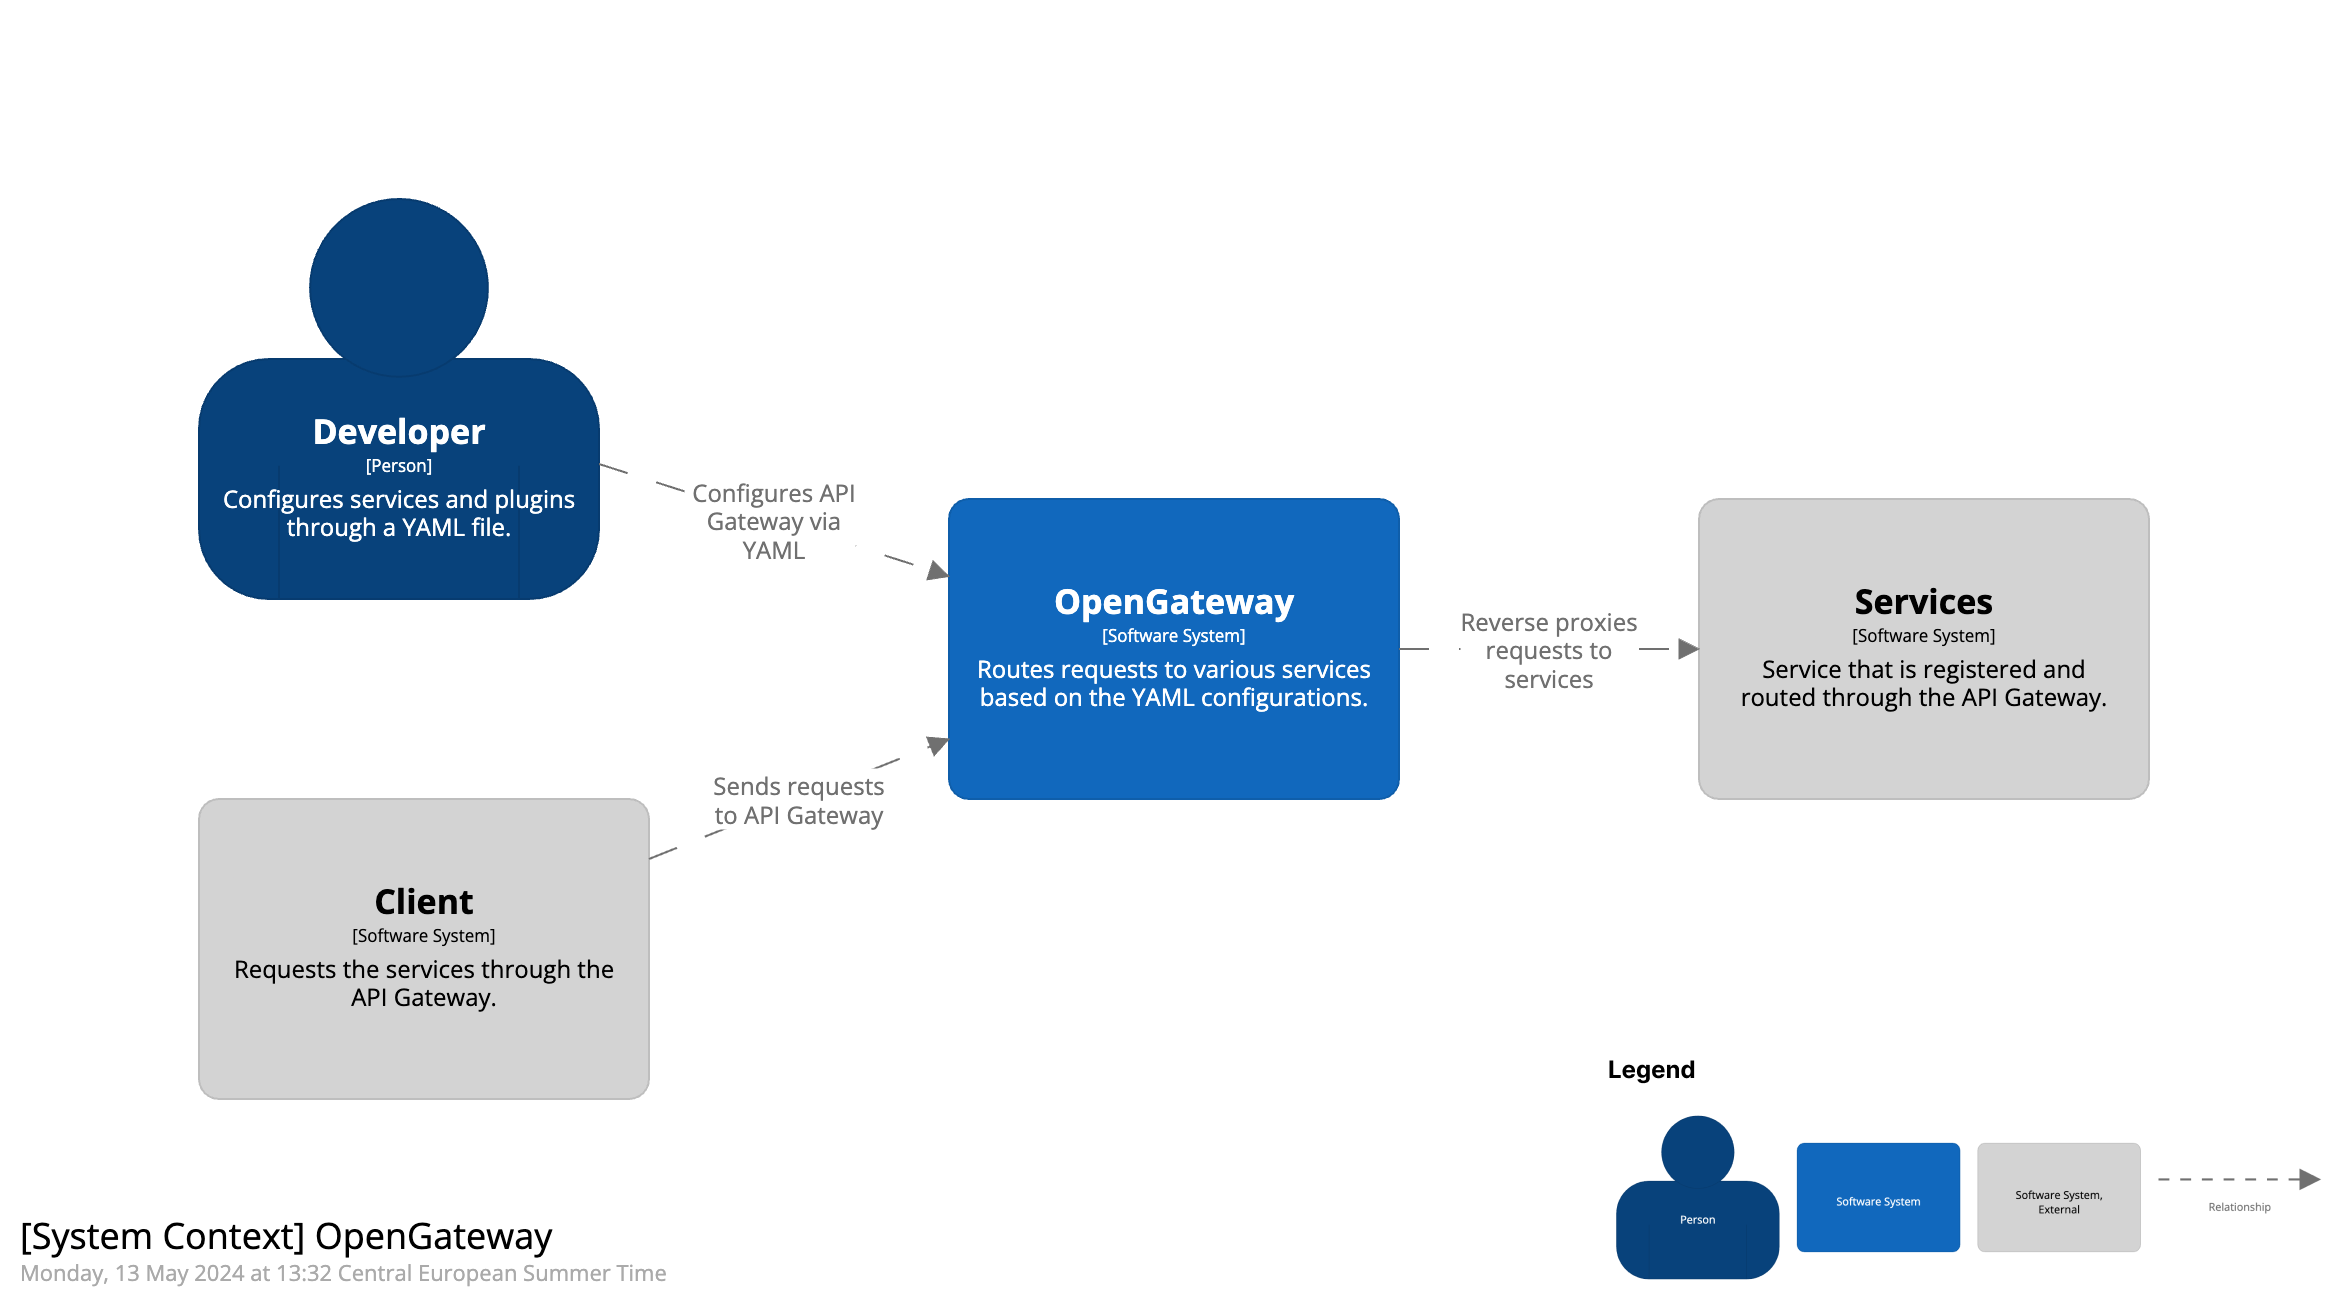 Developer
[Person]
Configures services and plugins
through a YAML file.
Configures API
Gateway via
YAML
OpenGateway
[Software System]
Routes requests to various services
based on the YAML configurations.
Reverse proxies
requests to
services
Services
[Software System]
Service that is registered and
routed through the API Gateway.
Sends requests
to API Gateway
Client
[Software System]
Requests the services through the
API Gateway.
Legend
Person
Software System
Software System,
External
Relationship
[System Context] OpenGateway
Monday, 13 May 2024 at 13:32 Central European Summer Time